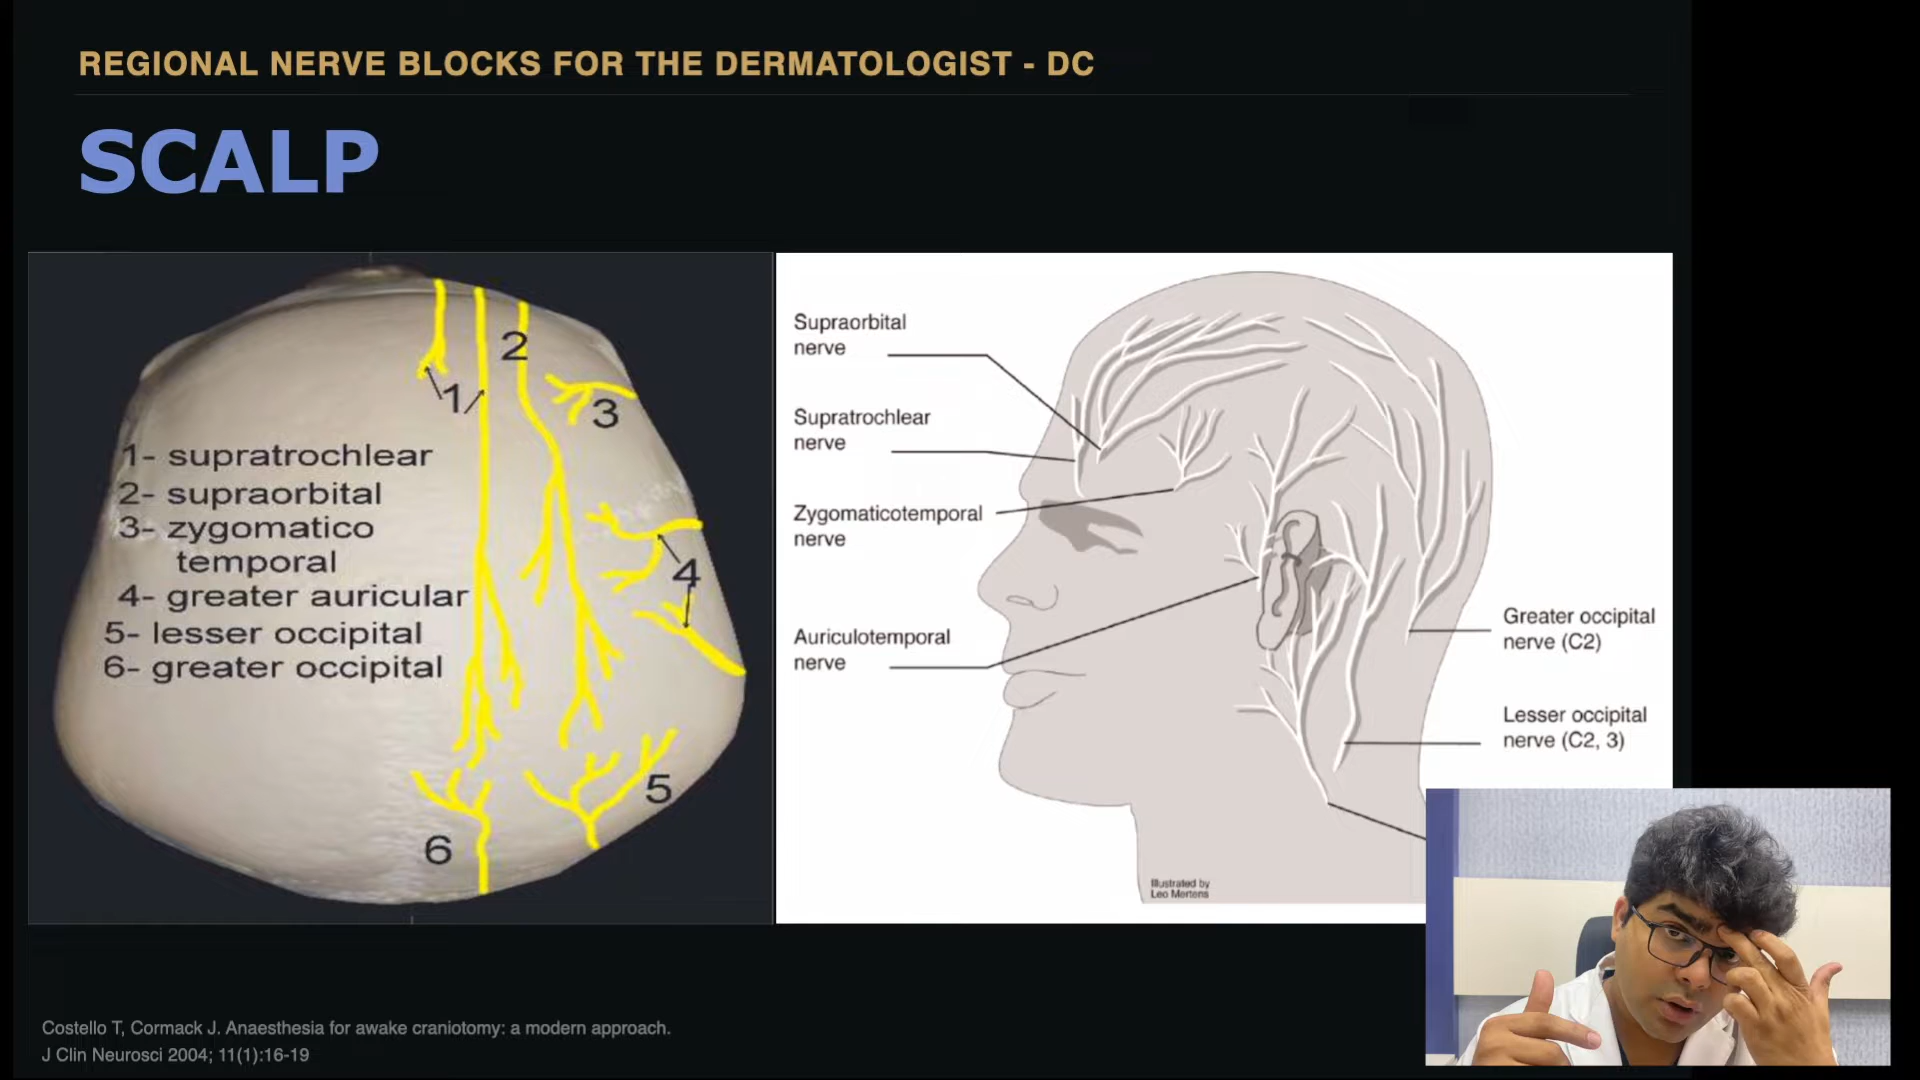 REGIONAL NERVE BLOCKS FOR THE DERMATOLOGIST - DC
SCALP
1
2
3
4
5
6
1- supratrochlear
2- supraorbital
3- zygomatico
temporal
4- greater auricular
5- lesser occipital
6- greater occipital
Supraorbital
nerve
Supratrochlear
nerve
Zygomaticotemporal
nerve
Auriculotemporal
nerve
Greater occipital
nerve (C2)
Lesser occipital
nerve (C2, 3)
Illustrated by
Leo Mertens
Costello T, Cormack J. Anaesthesia for awake craniotomy: a modern approach.
J Clin Neurosci 2004; 11(1):16-19